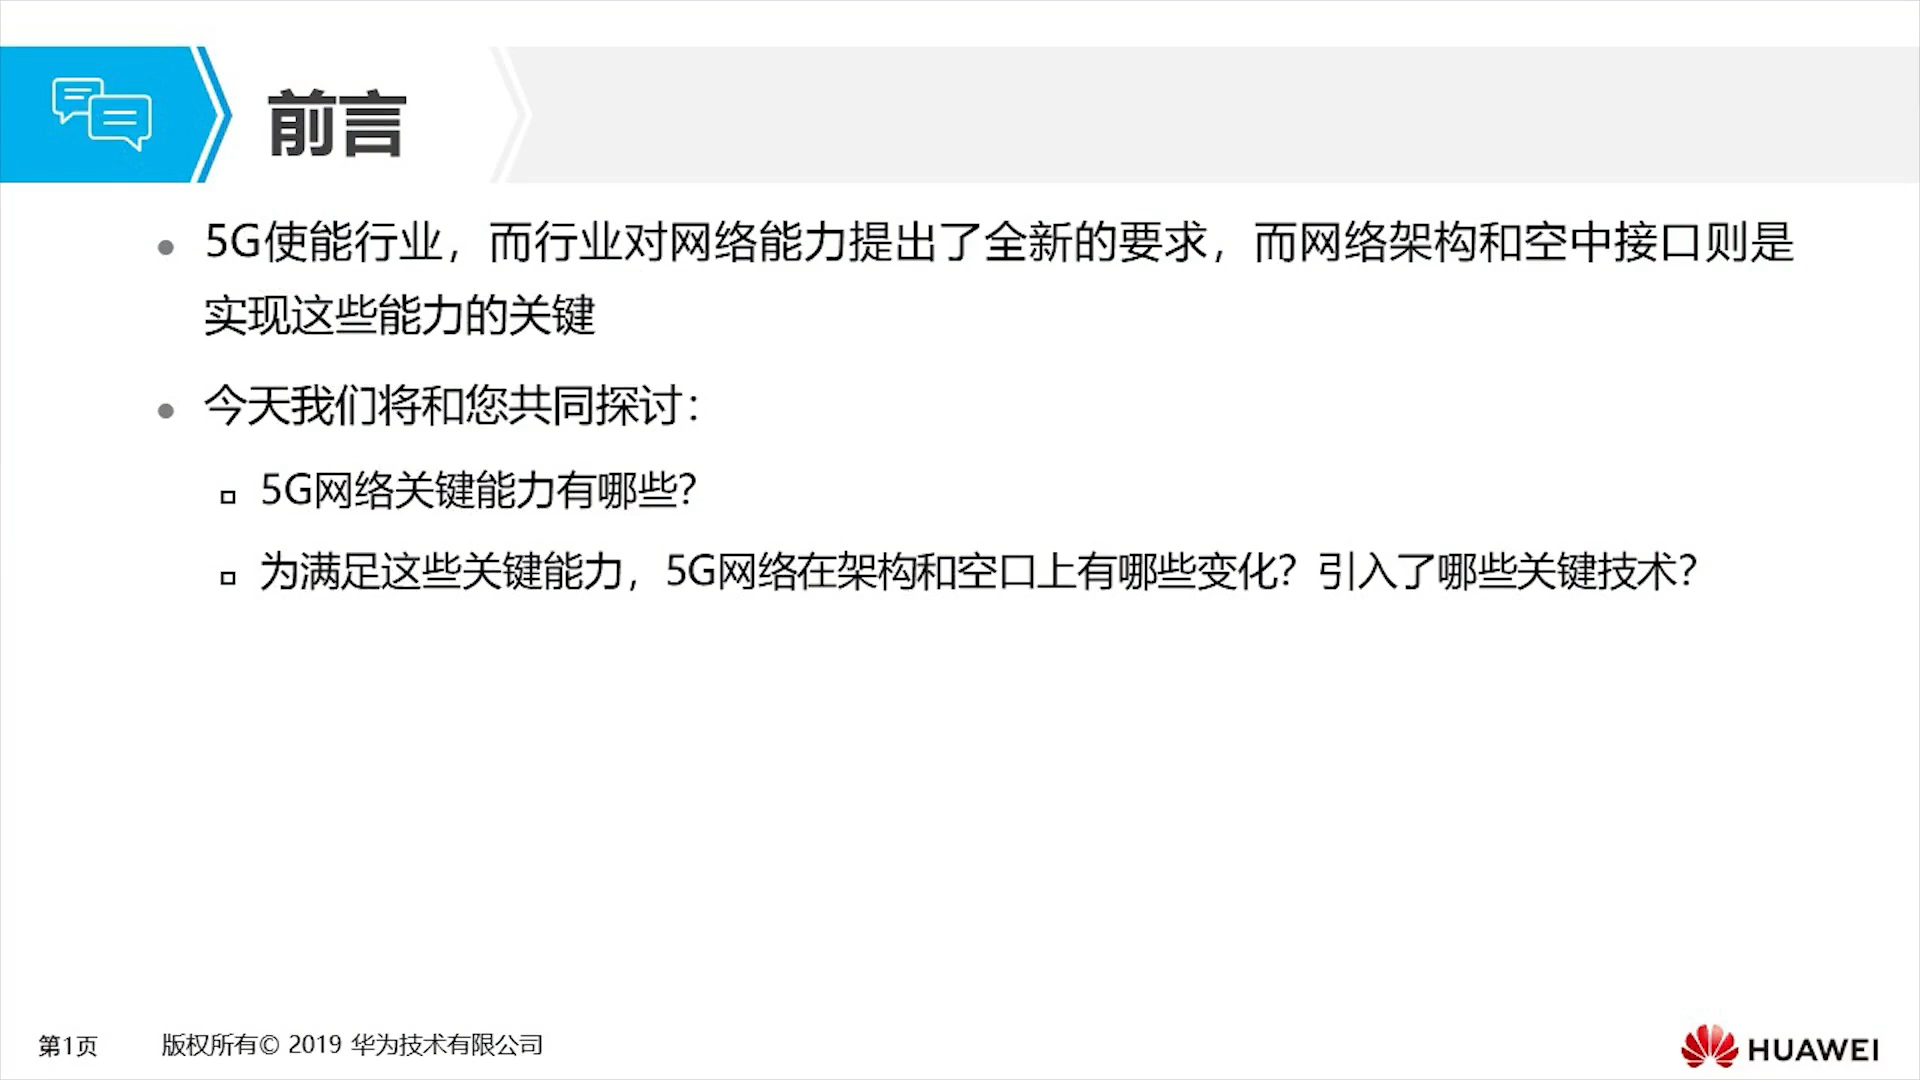 前言
5G使能行业，而行业对网络能力提出了全新的要求，而网络架构和空中接口则是
实现这些能力的关键
今天我们将和您共同探讨：
5G网络关键能力有哪些？
为满足这些关键能力，5G网络在架构和空口上有哪些变化？引入了哪些关键技术？
第1页
版权所有© 2019 华为技术有限公司
HUAWEI